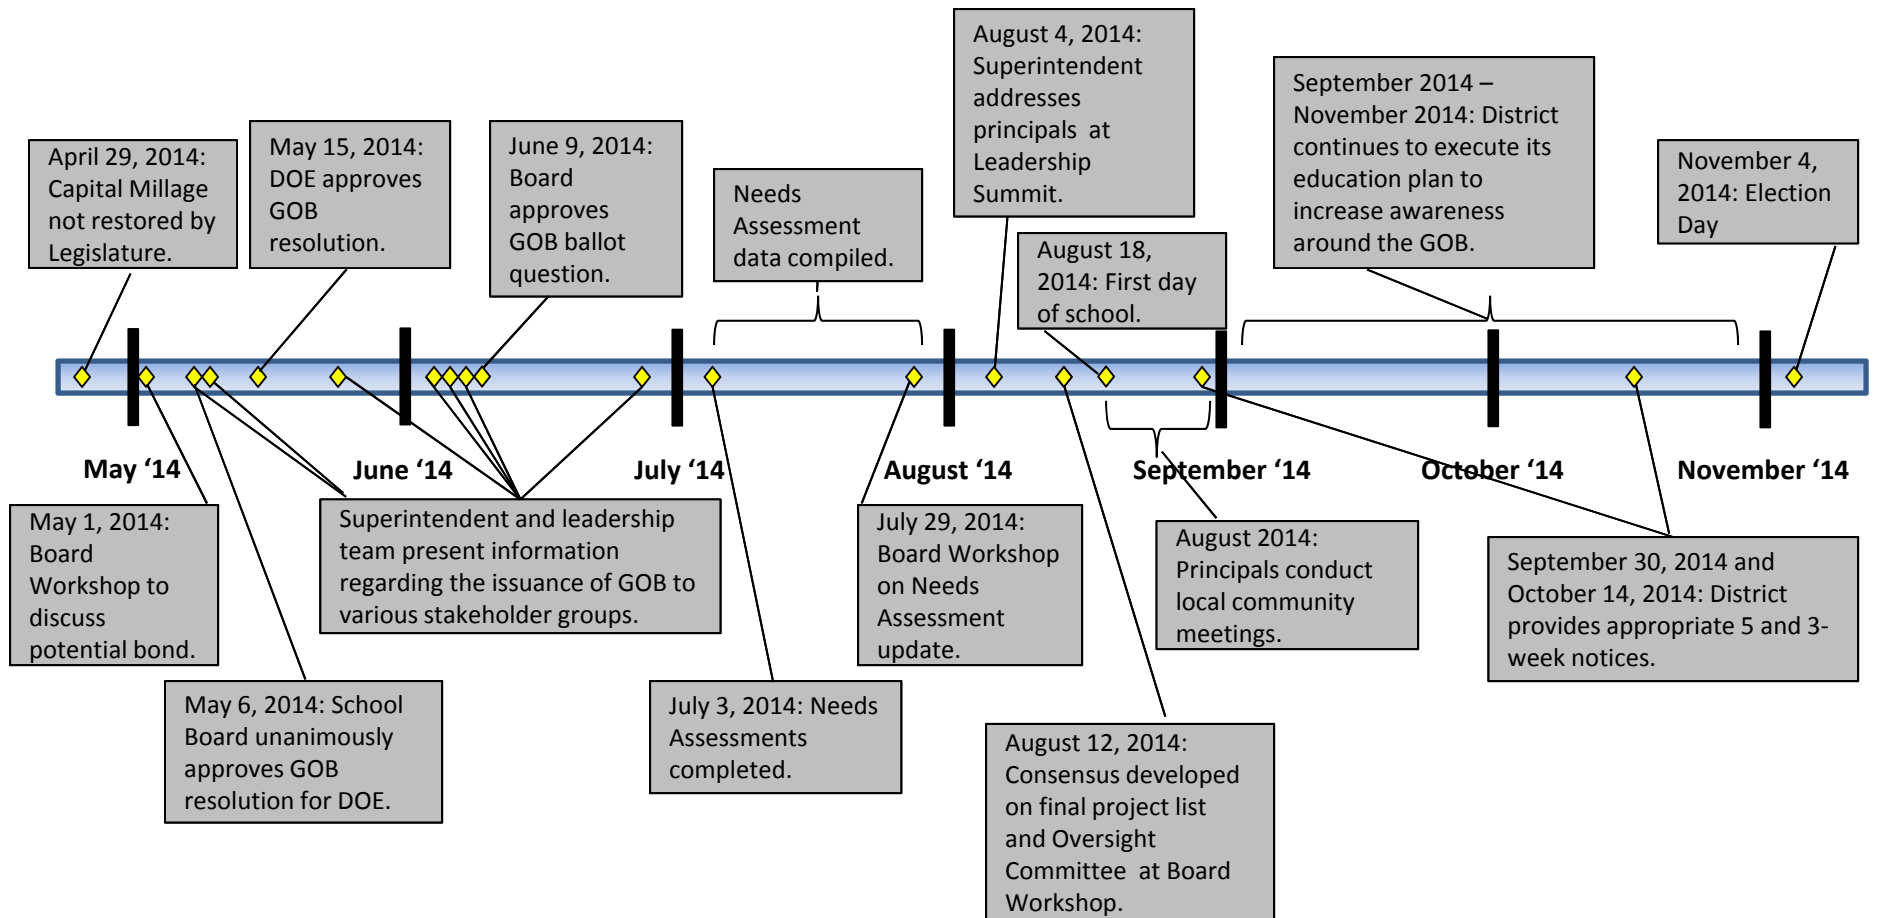 April 29, 2014:
Capital Millage
not restored by
Legislature.
May 15, 2014:
DOE approves
GOB
resolution.
June 9, 2014:
Board
approves
GOB ballot
question.
Needs
Assessment
data compiled.
August 4, 2014:
Superintendent
addresses
principals at
Leadership
Summit.
August 18,
2014: First day
of school.
September 2014 –
November 2014: District
continues to execute its
education plan to
increase awareness
around the GOB.
November 4,
2014: Election
Day
May ‘14
June ‘14
July ‘14
August ‘14
September ‘14
October ‘14
November ‘14
May 1, 2014:
Board
Workshop to
discuss
potential bond.
May 6, 2014: School
Board unanimously
approves GOB
resolution for DOE.
Superintendent and leadership
team present information
regarding the issuance of GOB to
various stakeholder groups.
July 3, 2014: Needs
Assessments
completed.
July 29, 2014:
Board Workshop
on Needs
Assessment
update.
August 12, 2014:
Consensus developed
on final project list
and Oversight
Committee at Board
Workshop.
August 2014:
Principals conduct
local community
meetings.
September 30, 2014 and
October 14, 2014: District
provides appropriate 5 and 3-
week notices.